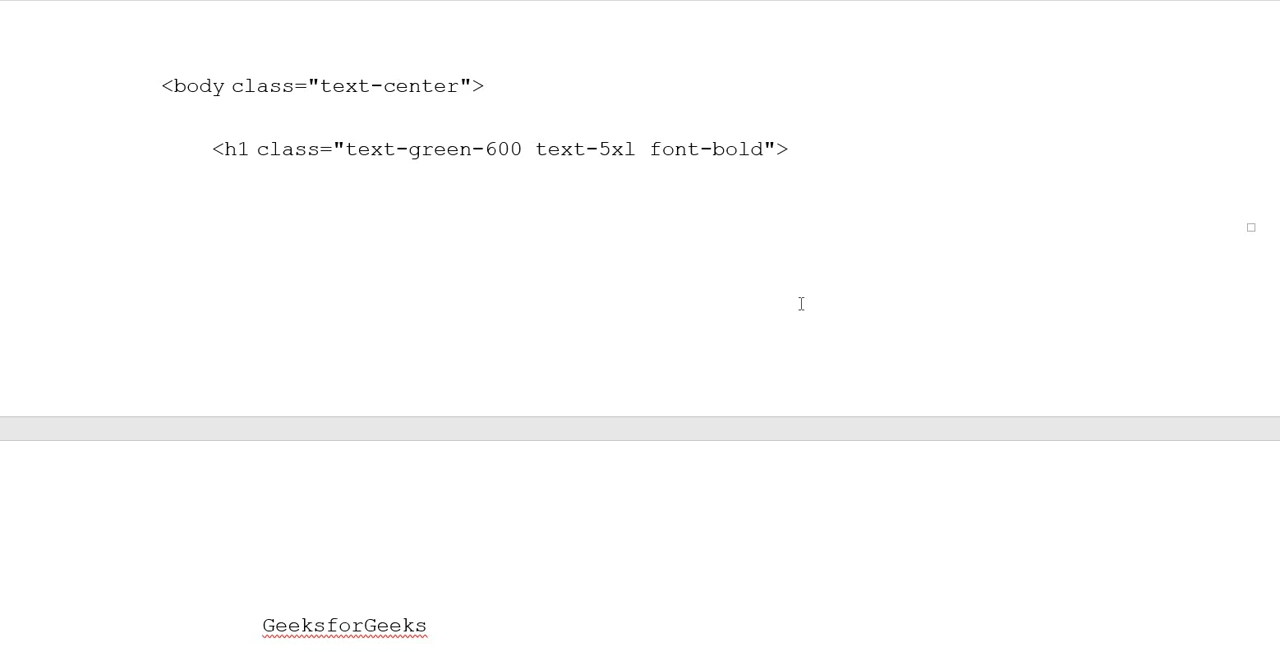 <body class="text-center">
<h1 class="text-green-600 text-5xl font-bold">
GeeksforGeeks